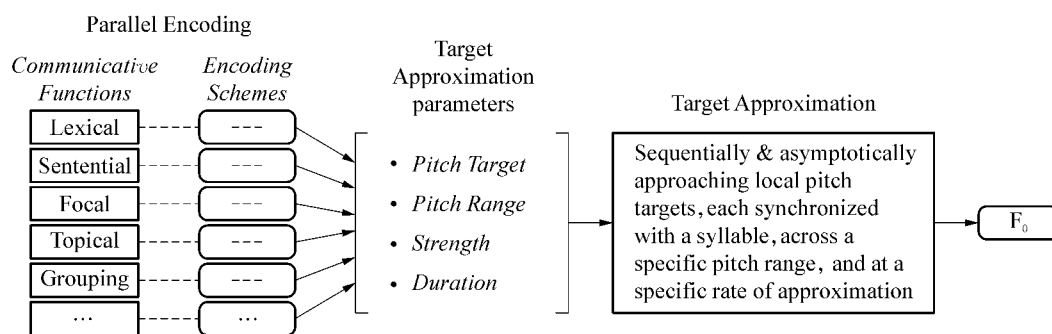 Parallel Encoding
Communicative Functions
Encoding Schemes
Lexical
---
Sentential
---
Focal
---
Topical
---
Grouping
---
...
...
Target
Approximation
parameters
• Pitch Target
• Pitch Range
• Strength
• Duration
Target Approximation
Sequentially & asymptotically
approaching local pitch
targets, each synchronized
with a syllable, across a
specific pitch range, and at a
specific rate of approximation
F₀